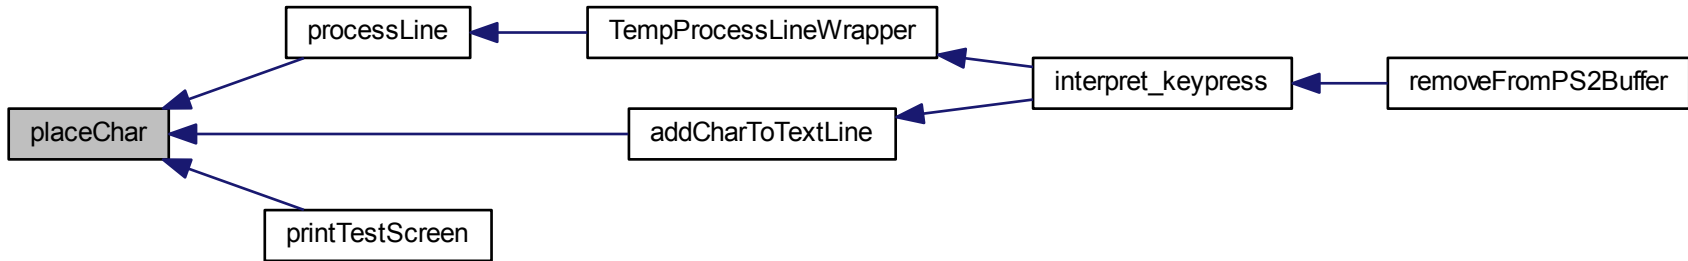 processLine
TempProcessLineWrapper
interpret_keypress
removeFromPS2Buffer
placeChar
addCharToTextLine
printTestScreen